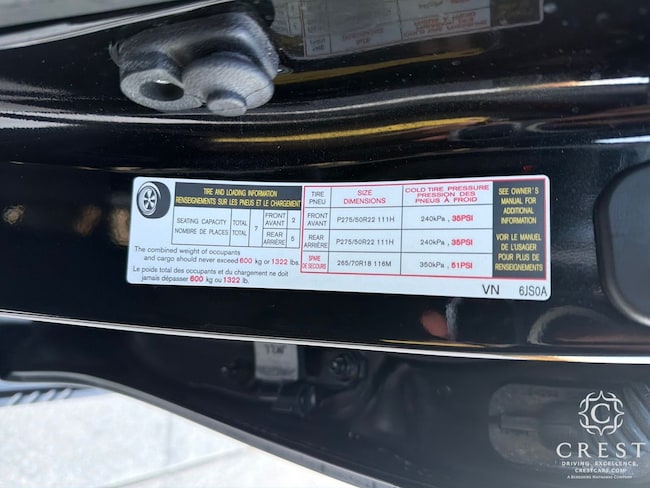 TIRE AND LOADING INFORMATION
RENSEIGNEMENTS SUR LES PNEUS ET LE CHARGEMENT
SEATING CAPACITY
NOMBRE DE PLACES
TOTAL
TOTAL
7
FRONT
AVANT
2
REAR
ARRIÈRE
5
The combined weight of occupants
and cargo should never exceed 600 kg or 1322 lbs.
Le poids total des occupants et du chargement ne doit
jamais dépasser 600 kg ou 1322 lb.
TIRE
PNEU
SIZE
DIMENSIONS
COLD TIRE PRESSURE
PRESSION DES
PNEUS À FROID
FRONT
AVANT
P275/50R22 111H
240kPa , 35PSI
REAR
ARRIÈRE
P275/50R22 111H
240kPa , 35PSI
SPARE
DE SECOURS
265/70R18 116M
350kPa , 51PSI
SEE OWNER'S
MANUAL FOR
ADDITIONAL
INFORMATION
VOIR LE MANUEL
DE L'USAGER
POUR PLUS DE
RENSEIGNEMENTS
VN 6JS0A
C
CREST
DRIVING. EXCELLENCE.
CRESTCARS.COM
A BERKSHIRE HATHAWAY COMPANY